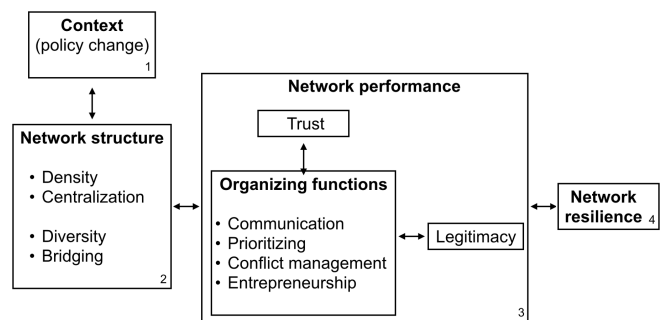 Context
(policy change)
1
Network structure
• Density
• Centralization
• Diversity
• Bridging
2
Network performance
Trust
Organizing functions
• Communication
• Prioritizing
• Conflict management
• Entrepreneurship
Legitimacy
3
Network
resilience 4